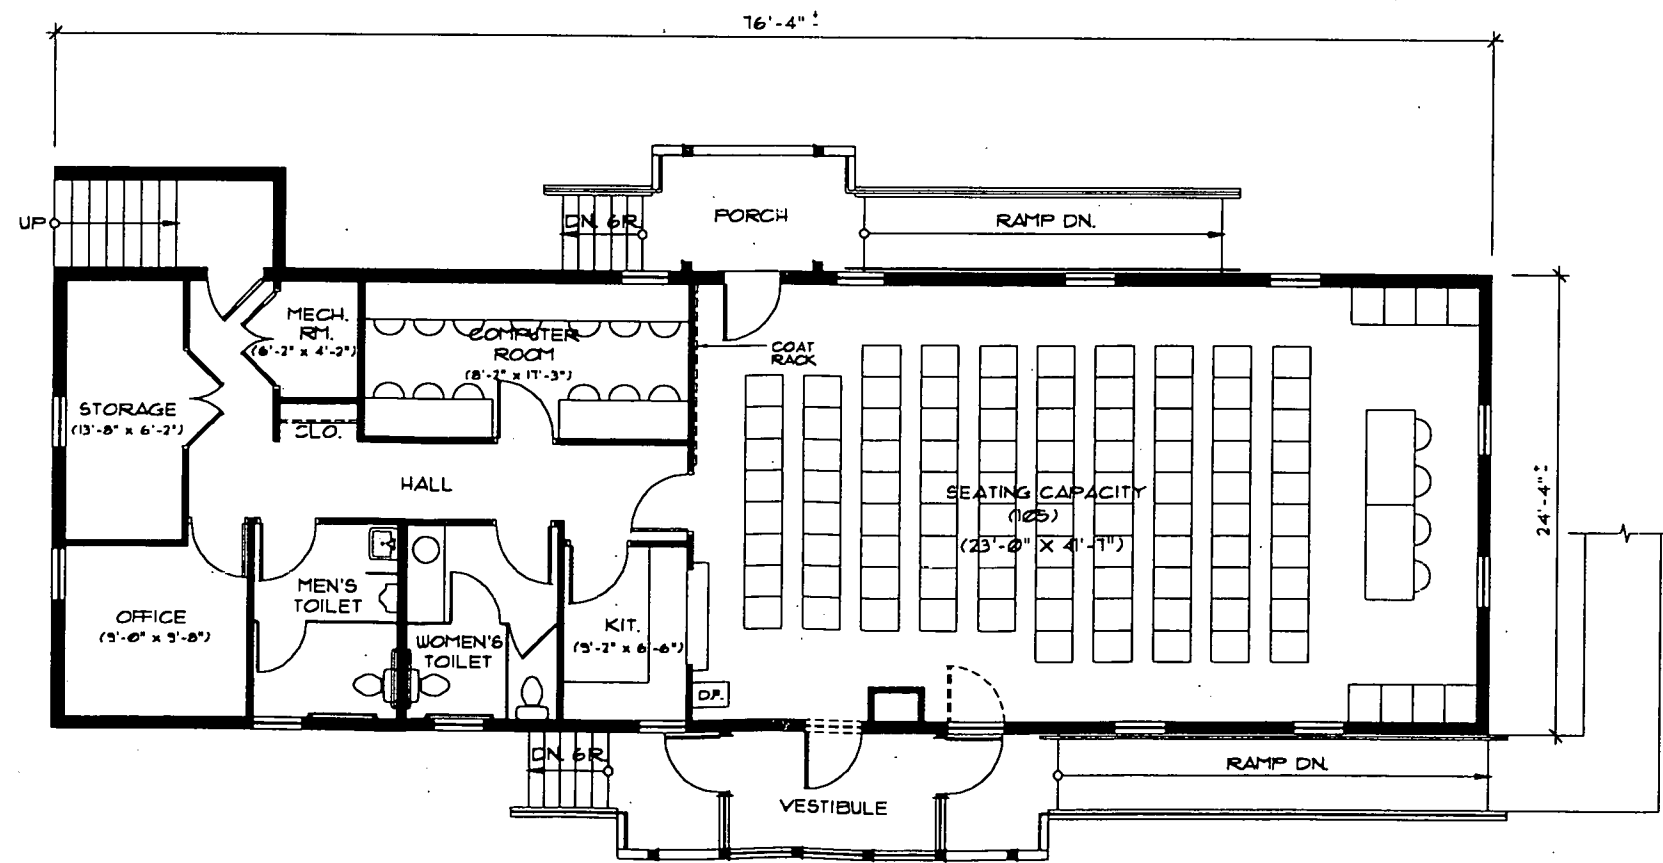 76'-4" ±
UP
DN. 6R.
PORCH
RAMP DN.
MECH.
RM.
(6'-2" x 4'-2")
COMPUTER
ROOM
(8'-2" x 17'-3")
COAT
RACK
STORAGE
(13'-8" x 6'-2")
CLO.
HALL
SEATING CAPACITY
(105)
(23'-0" X 41'-7")
24'-4" ±
MEN'S
TOILET
OFFICE
(9'-0" x 9'-8")
WOMEN'S
TOILET
KIT.
(9'-2" x 6'-6")
D.F.
DN. 6R.
VESTIBULE
RAMP DN.